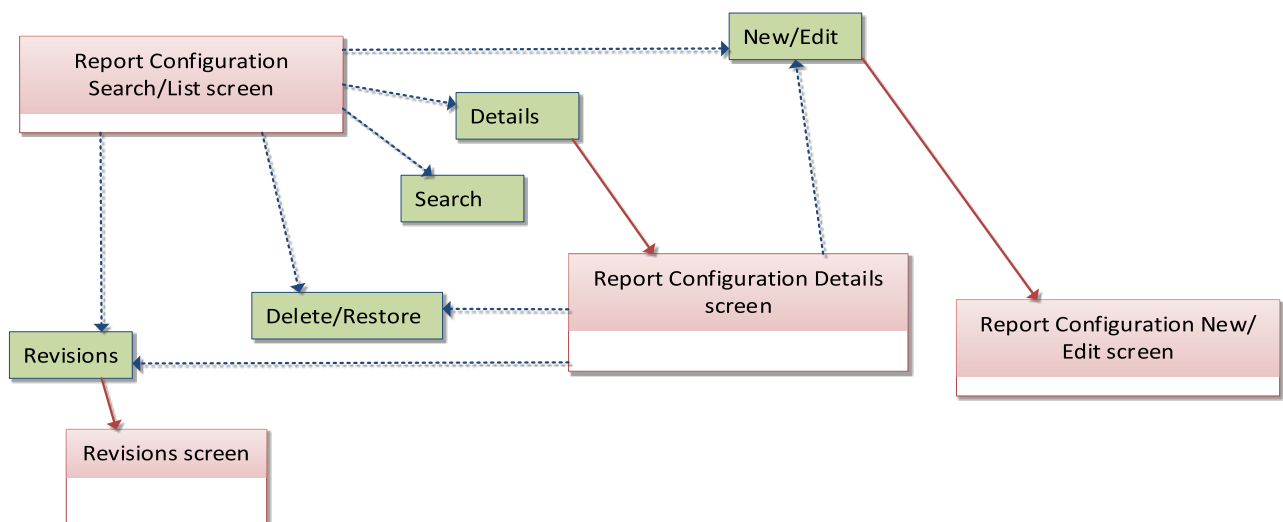 New/Edit
Report Configuration
Search/List screen
Details
Search
Report Configuration Details
screen
Delete/Restore
Report Configuration New/
Edit screen
Revisions
Revisions screen